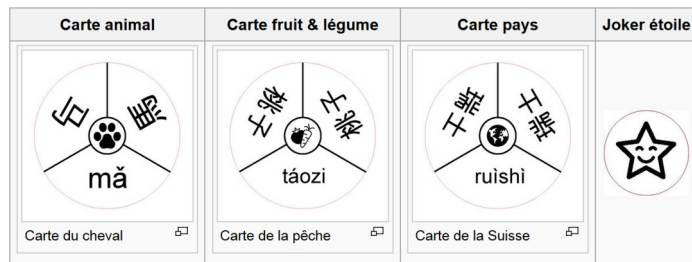 Carte animal
Carte fruit & légume
Carte pays
Joker étoile
马
馬
mǎ
桃子
桃子
táozi
瑞士
瑞士
ruìshì
Carte du cheval
Carte de la pêche
Carte de la Suisse